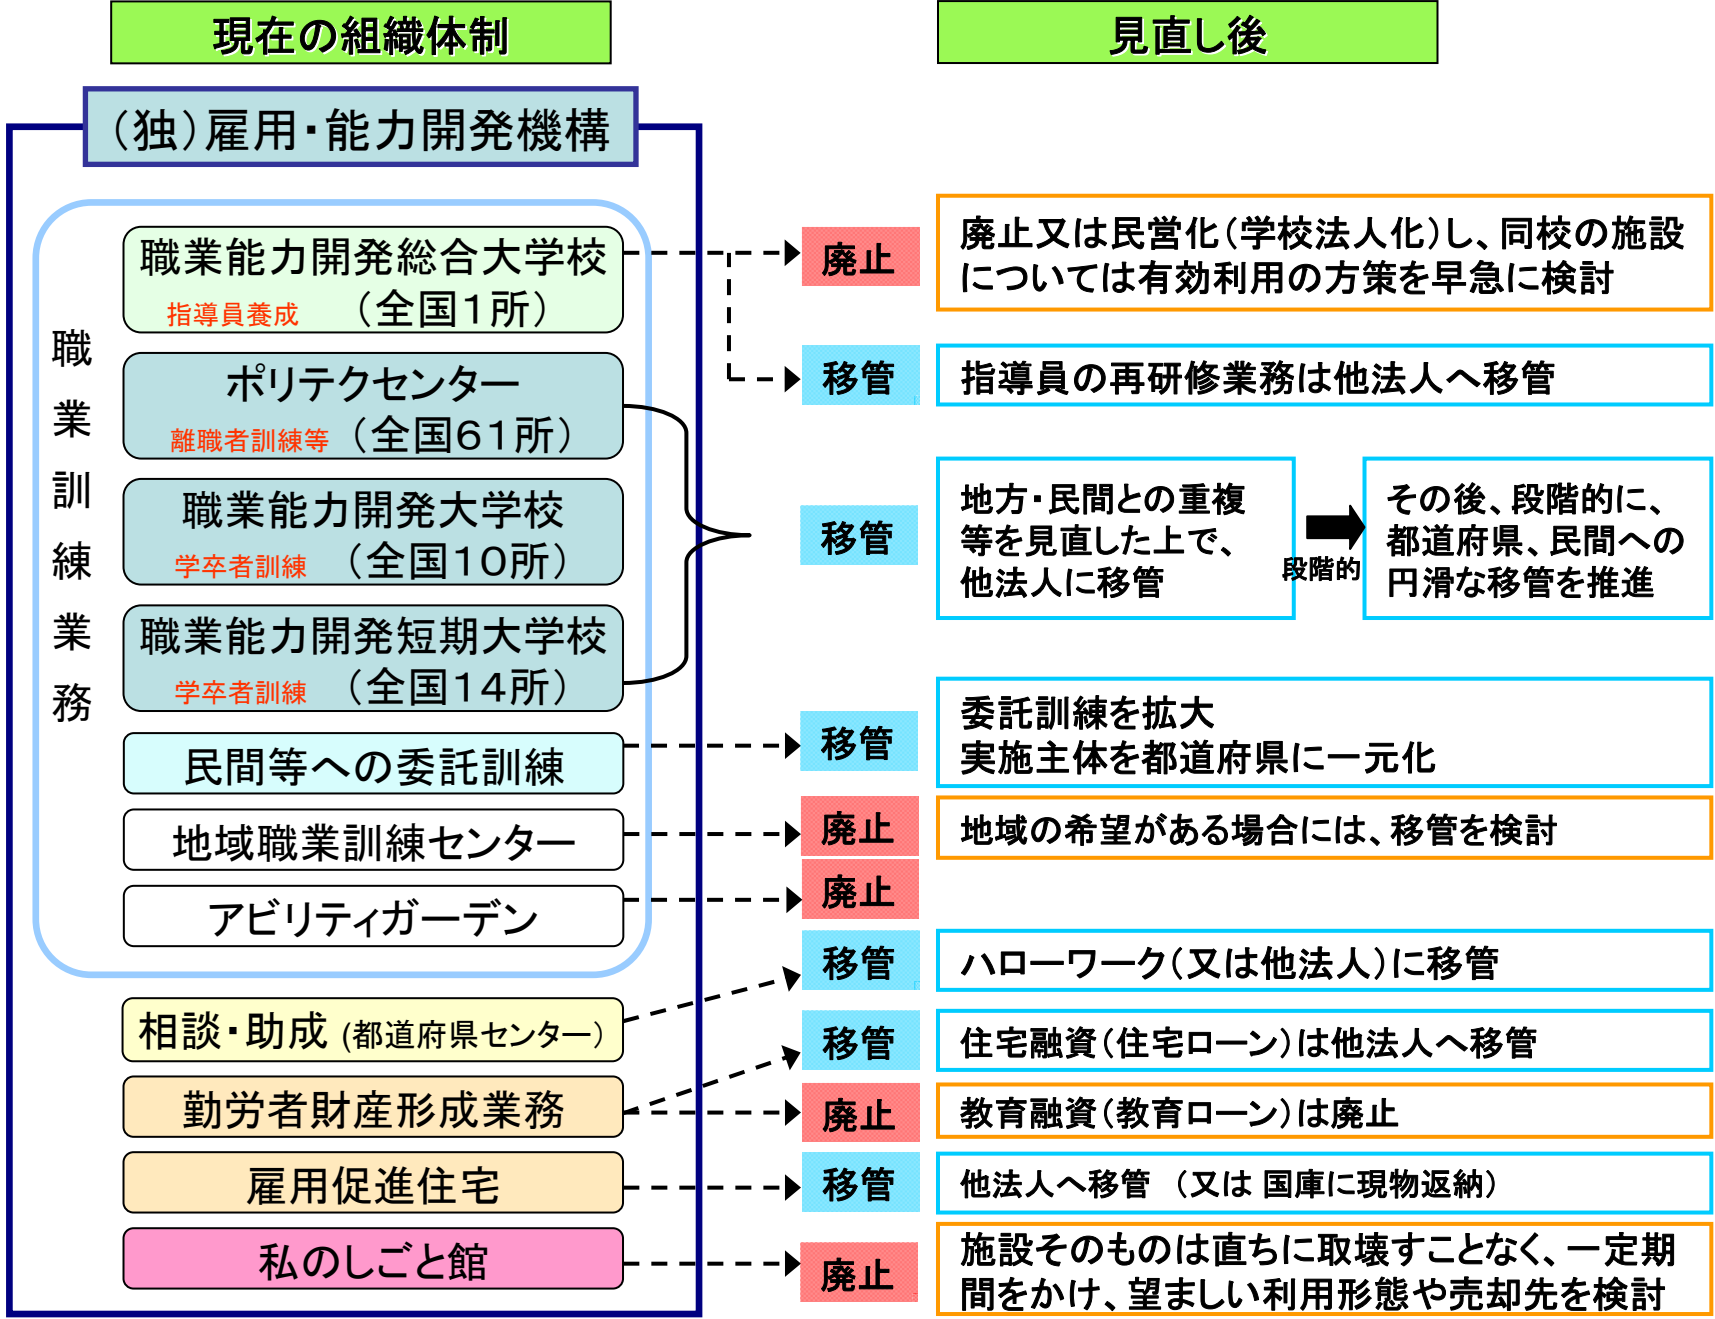 現在の組織体制
見直し後
（独）雇用・能力開発機構
職業訓練業務
職業能力開発総合大学校
指導員養成　（全国１所）
ポリテクセンター
離職者訓練等（全国６１所）
職業能力開発大学校
学卒者訓練　（全国１０所）
職業能力開発短期大学校
学卒者訓練　（全国１４所）
民間等への委託訓練
地域職業訓練センター
アビリティガーデン
相談・助成（都道府県センター）
勤労者財産形成業務
雇用促進住宅
私のしごと館
廃止
廃止又は民営化（学校法人化）し、同校の施設
については有効利用の方策を早急に検討
移管
指導員の再研修業務は他法人へ移管
移管
地方・民間との重複
等を見直した上で、
他法人に移管
段階的
その後、段階的に、
都道府県、民間への
円滑な移管を推進
移管
委託訓練を拡大
実施主体を都道府県に一元化
廃止
地域の希望がある場合には、移管を検討
廃止
移管
ハローワーク（又は他法人）に移管
移管
住宅融資（住宅ローン）は他法人へ移管
廃止
教育融資（教育ローン）は廃止
移管
他法人へ移管　（又は 国庫に現物返納）
廃止
施設そのものは直ちに取壊すことなく、一定期
間をかけ、望ましい利用形態や売却先を検討